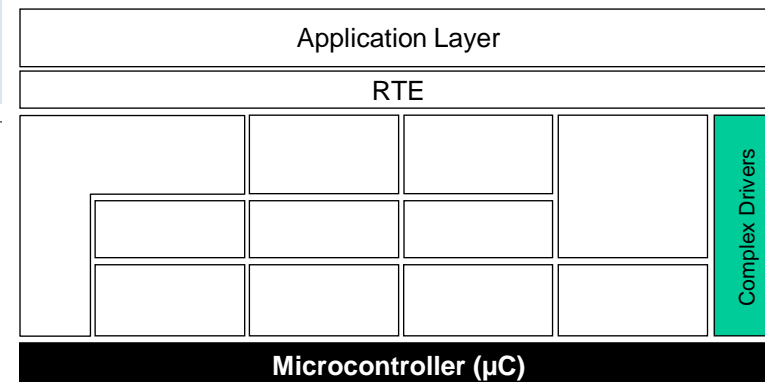 Application Layer
RTE
Complex Drivers
Microcontroller (µC)